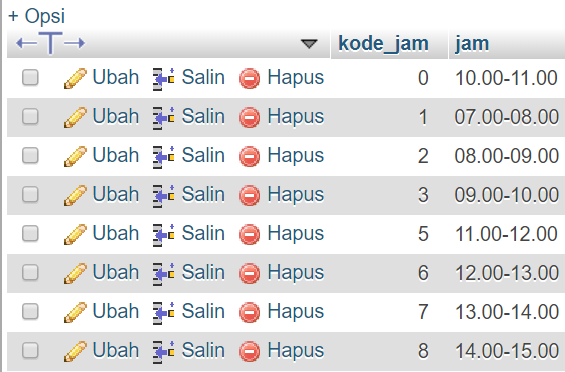 + Opsi
←T→ kode_jam jam
Ubah Salin Hapus 0 10.00-11.00
Ubah Salin Hapus 1 07.00-08.00
Ubah Salin Hapus 2 08.00-09.00
Ubah Salin Hapus 3 09.00-10.00
Ubah Salin Hapus 5 11.00-12.00
Ubah Salin Hapus 6 12.00-13.00
Ubah Salin Hapus 7 13.00-14.00
Ubah Salin Hapus 8 14.00-15.00